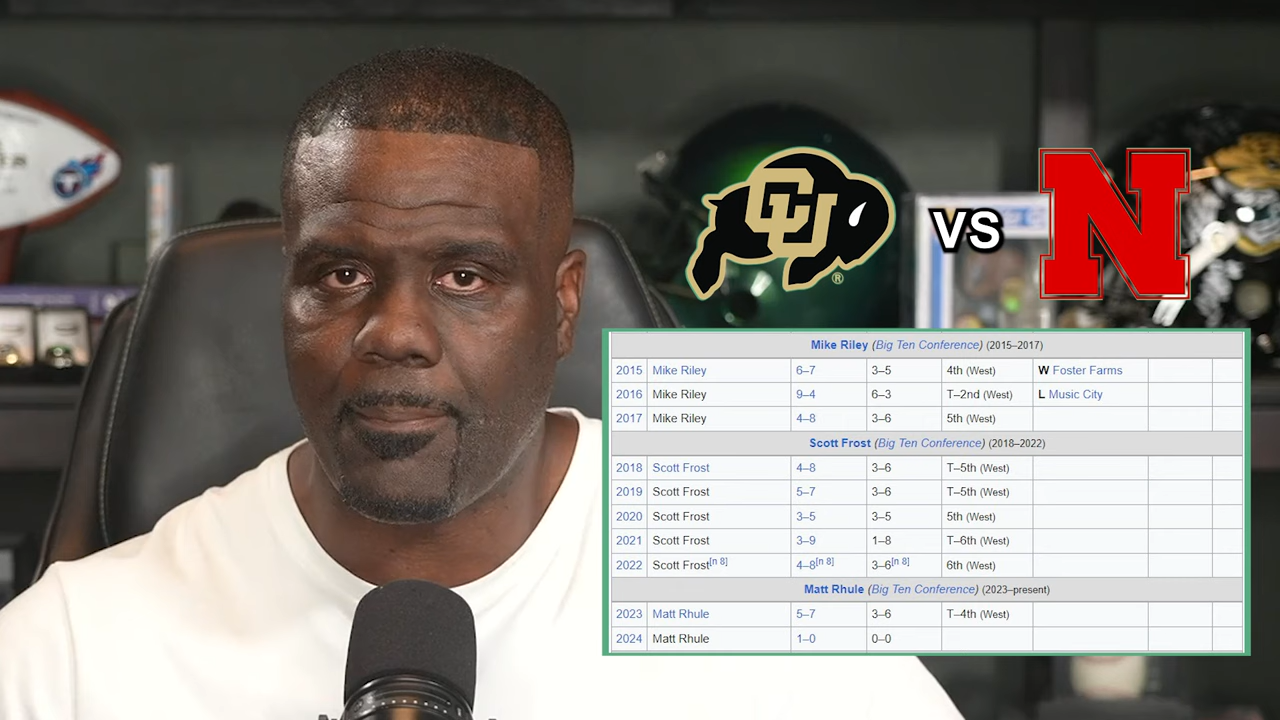 CU
®
VS
N
Mike Riley (Big Ten Conference) (2015–2017)
2015 Mike Riley 6–7 3–5 4th (West) W Foster Farms
2016 Mike Riley 9–4 6–3 T–2nd (West) L Music City
2017 Mike Riley 4–8 3–6 5th (West)
Scott Frost (Big Ten Conference) (2018–2022)
2018 Scott Frost 4–8 3–6 T–5th (West)
2019 Scott Frost 5–7 3–6 T–5th (West)
2020 Scott Frost 3–5 3–5 5th (West)
2021 Scott Frost 3–9 1–8 T–6th (West)
2022 Scott Frost[n 8] 4–8[n 8] 3–6[n 8] 6th (West)
Matt Rhule (Big Ten Conference) (2023–present)
2023 Matt Rhule 5–7 3–6 T–4th (West)
2024 Matt Rhule 1–0 0–0